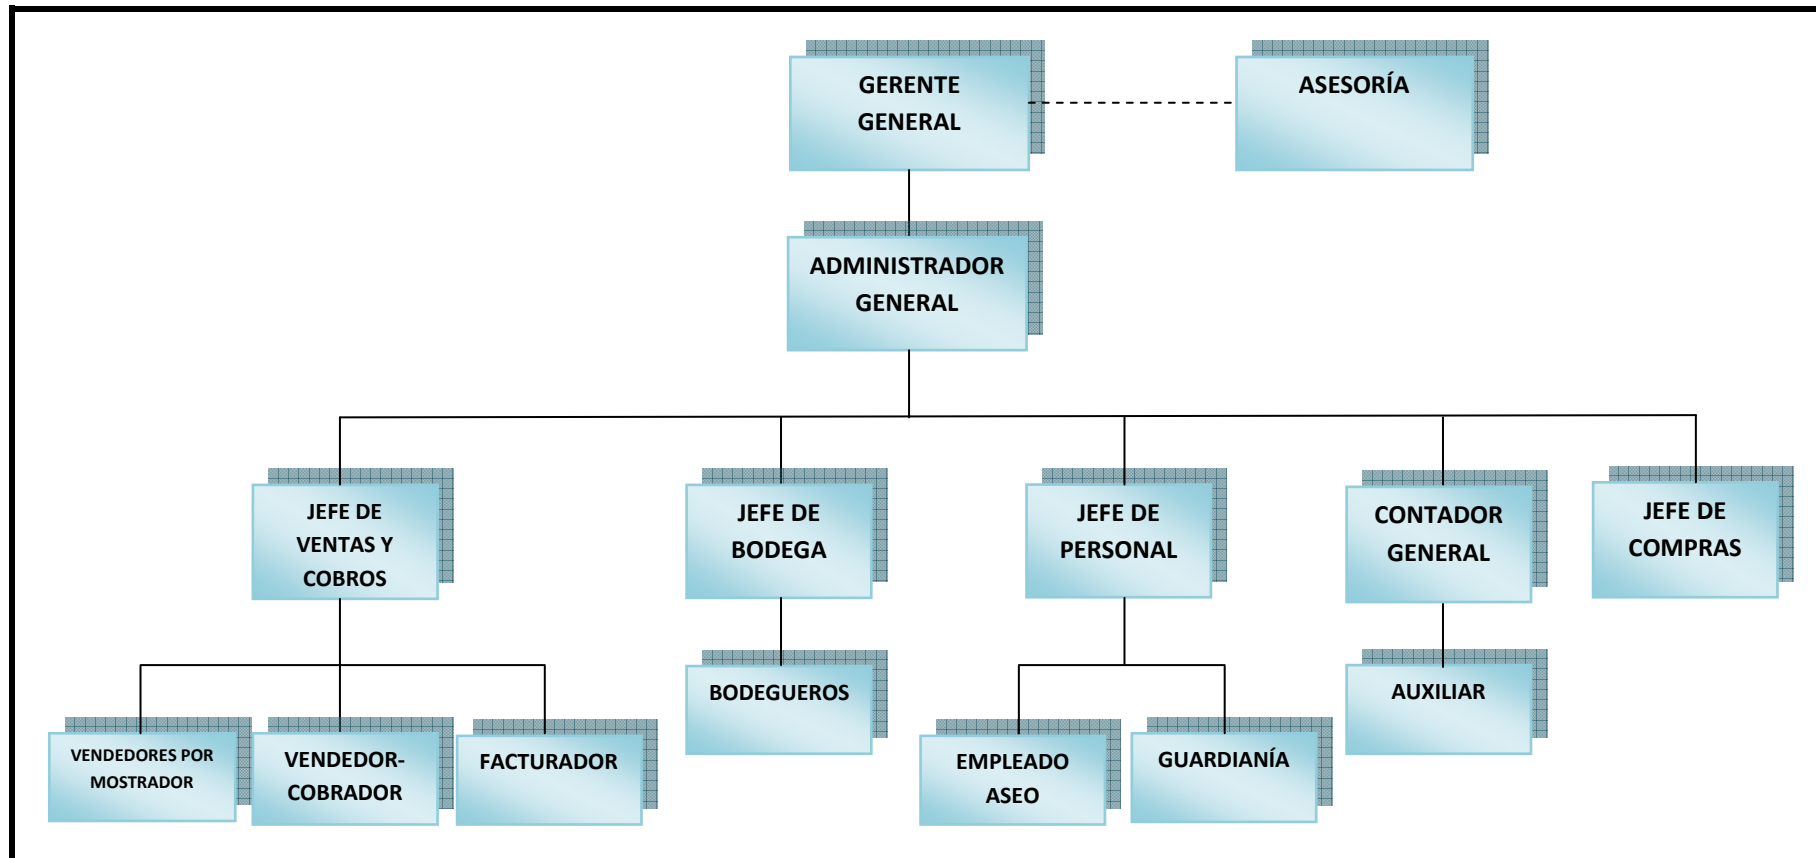 GERENTE
GENERAL
ASESORÍA
ADMINISTRADOR
GENERAL
JEFE DE
VENTAS Y
COBROS
JEFE DE
BODEGA
JEFE DE
PERSONAL
CONTADOR
GENERAL
JEFE DE
COMPRAS
BODEGUEROS
AUXILIAR
VENDEDORES POR
MOSTRADOR
VENDEDOR-
COBRADOR
FACTURADOR
EMPLEADO
ASEO
GUARDIANÍA